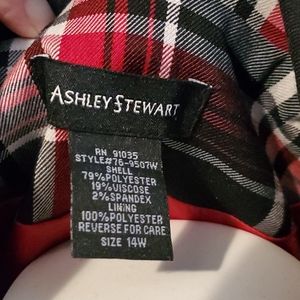 ASHLEY STEWART
RN 91035
STYLE#76-9507W
SHELL
79%POLYESTER
19%VISCOSE
2%SPANDEX
LINING
100%POLYESTER
REVERSE FOR CARE
SIZE 14W